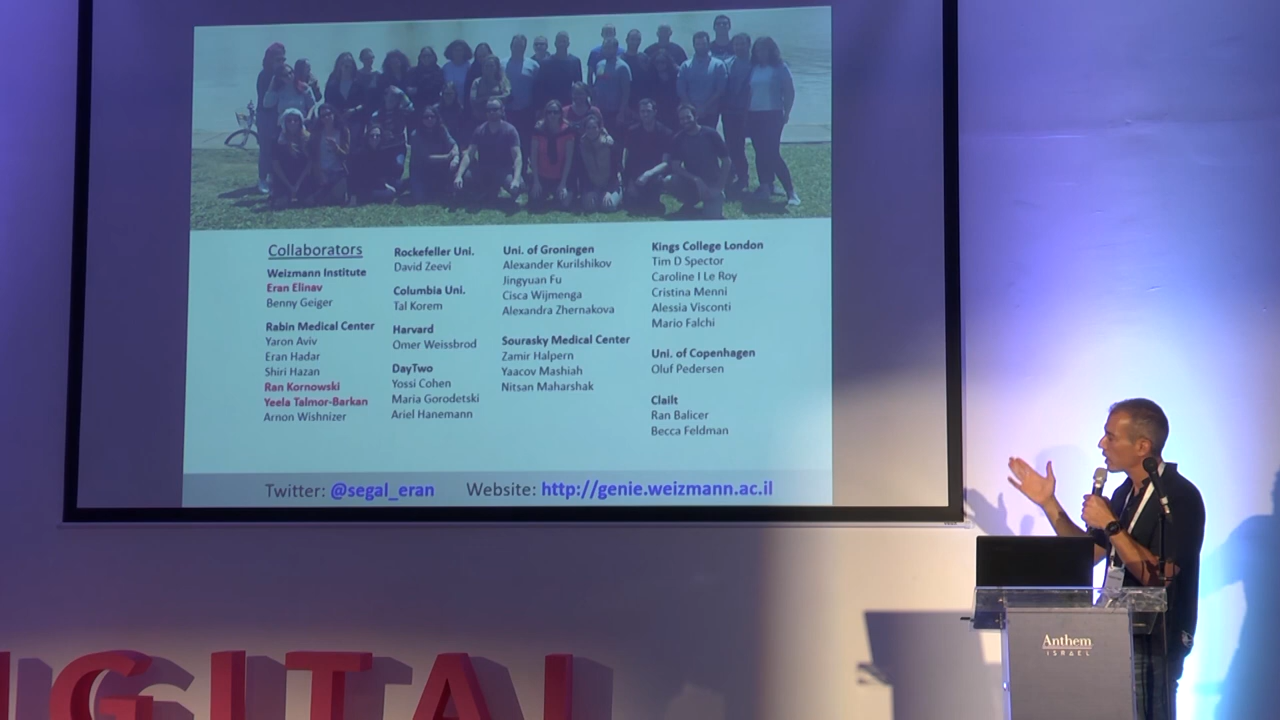 Collaborators
Weizmann Institute
Eran Elinav
Benny Geiger
Rabin Medical Center
Yaron Aviv
Eran Hadar
Shiri Hazan
Ran Kornowski
Yeela Talmor-Barkan
Arnon Wishnizer
Rockefeller Uni.
David Zeevi
Columbia Uni.
Tal Korem
Harvard
Omer Weissbrod
DayTwo
Yossi Cohen
Maria Gorodetski
Ariel Hanemann
Uni. of Groningen
Alexander Kurilshikov
Jingyuan Fu
Cisca Wijmenga
Alexandra Zhernakova
Sourasky Medical Center
Zamir Halpern
Yaacov Mashiah
Nitsan Maharshak
Kings College London
Tim D Spector
Caroline I Le Roy
Cristina Menni
Alessia Visconti
Mario Falchi
Uni. of Copenhagen
Oluf Pedersen
Clailt
Ran Balicer
Becca Feldman
Twitter: @segal_eran Website: http://genie.weizmann.ac.il
Anthem
ISRAEL
IGITAL